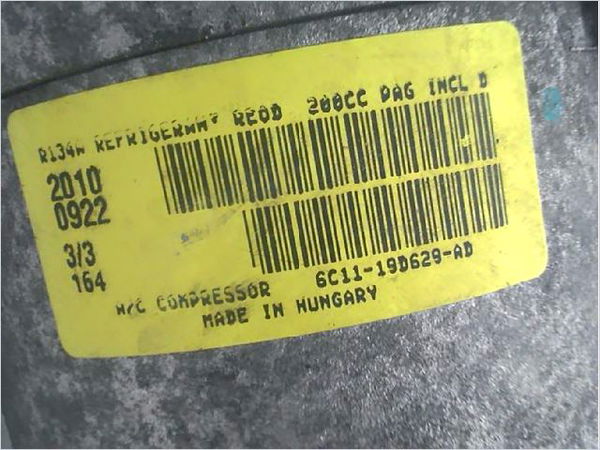 R134A REFRIGERANT REQD 200CC PAG INCL D
2010
0922
3/3
164
A/C COMPRESSOR 6C11-19D629-AD
MADE IN HUNGARY